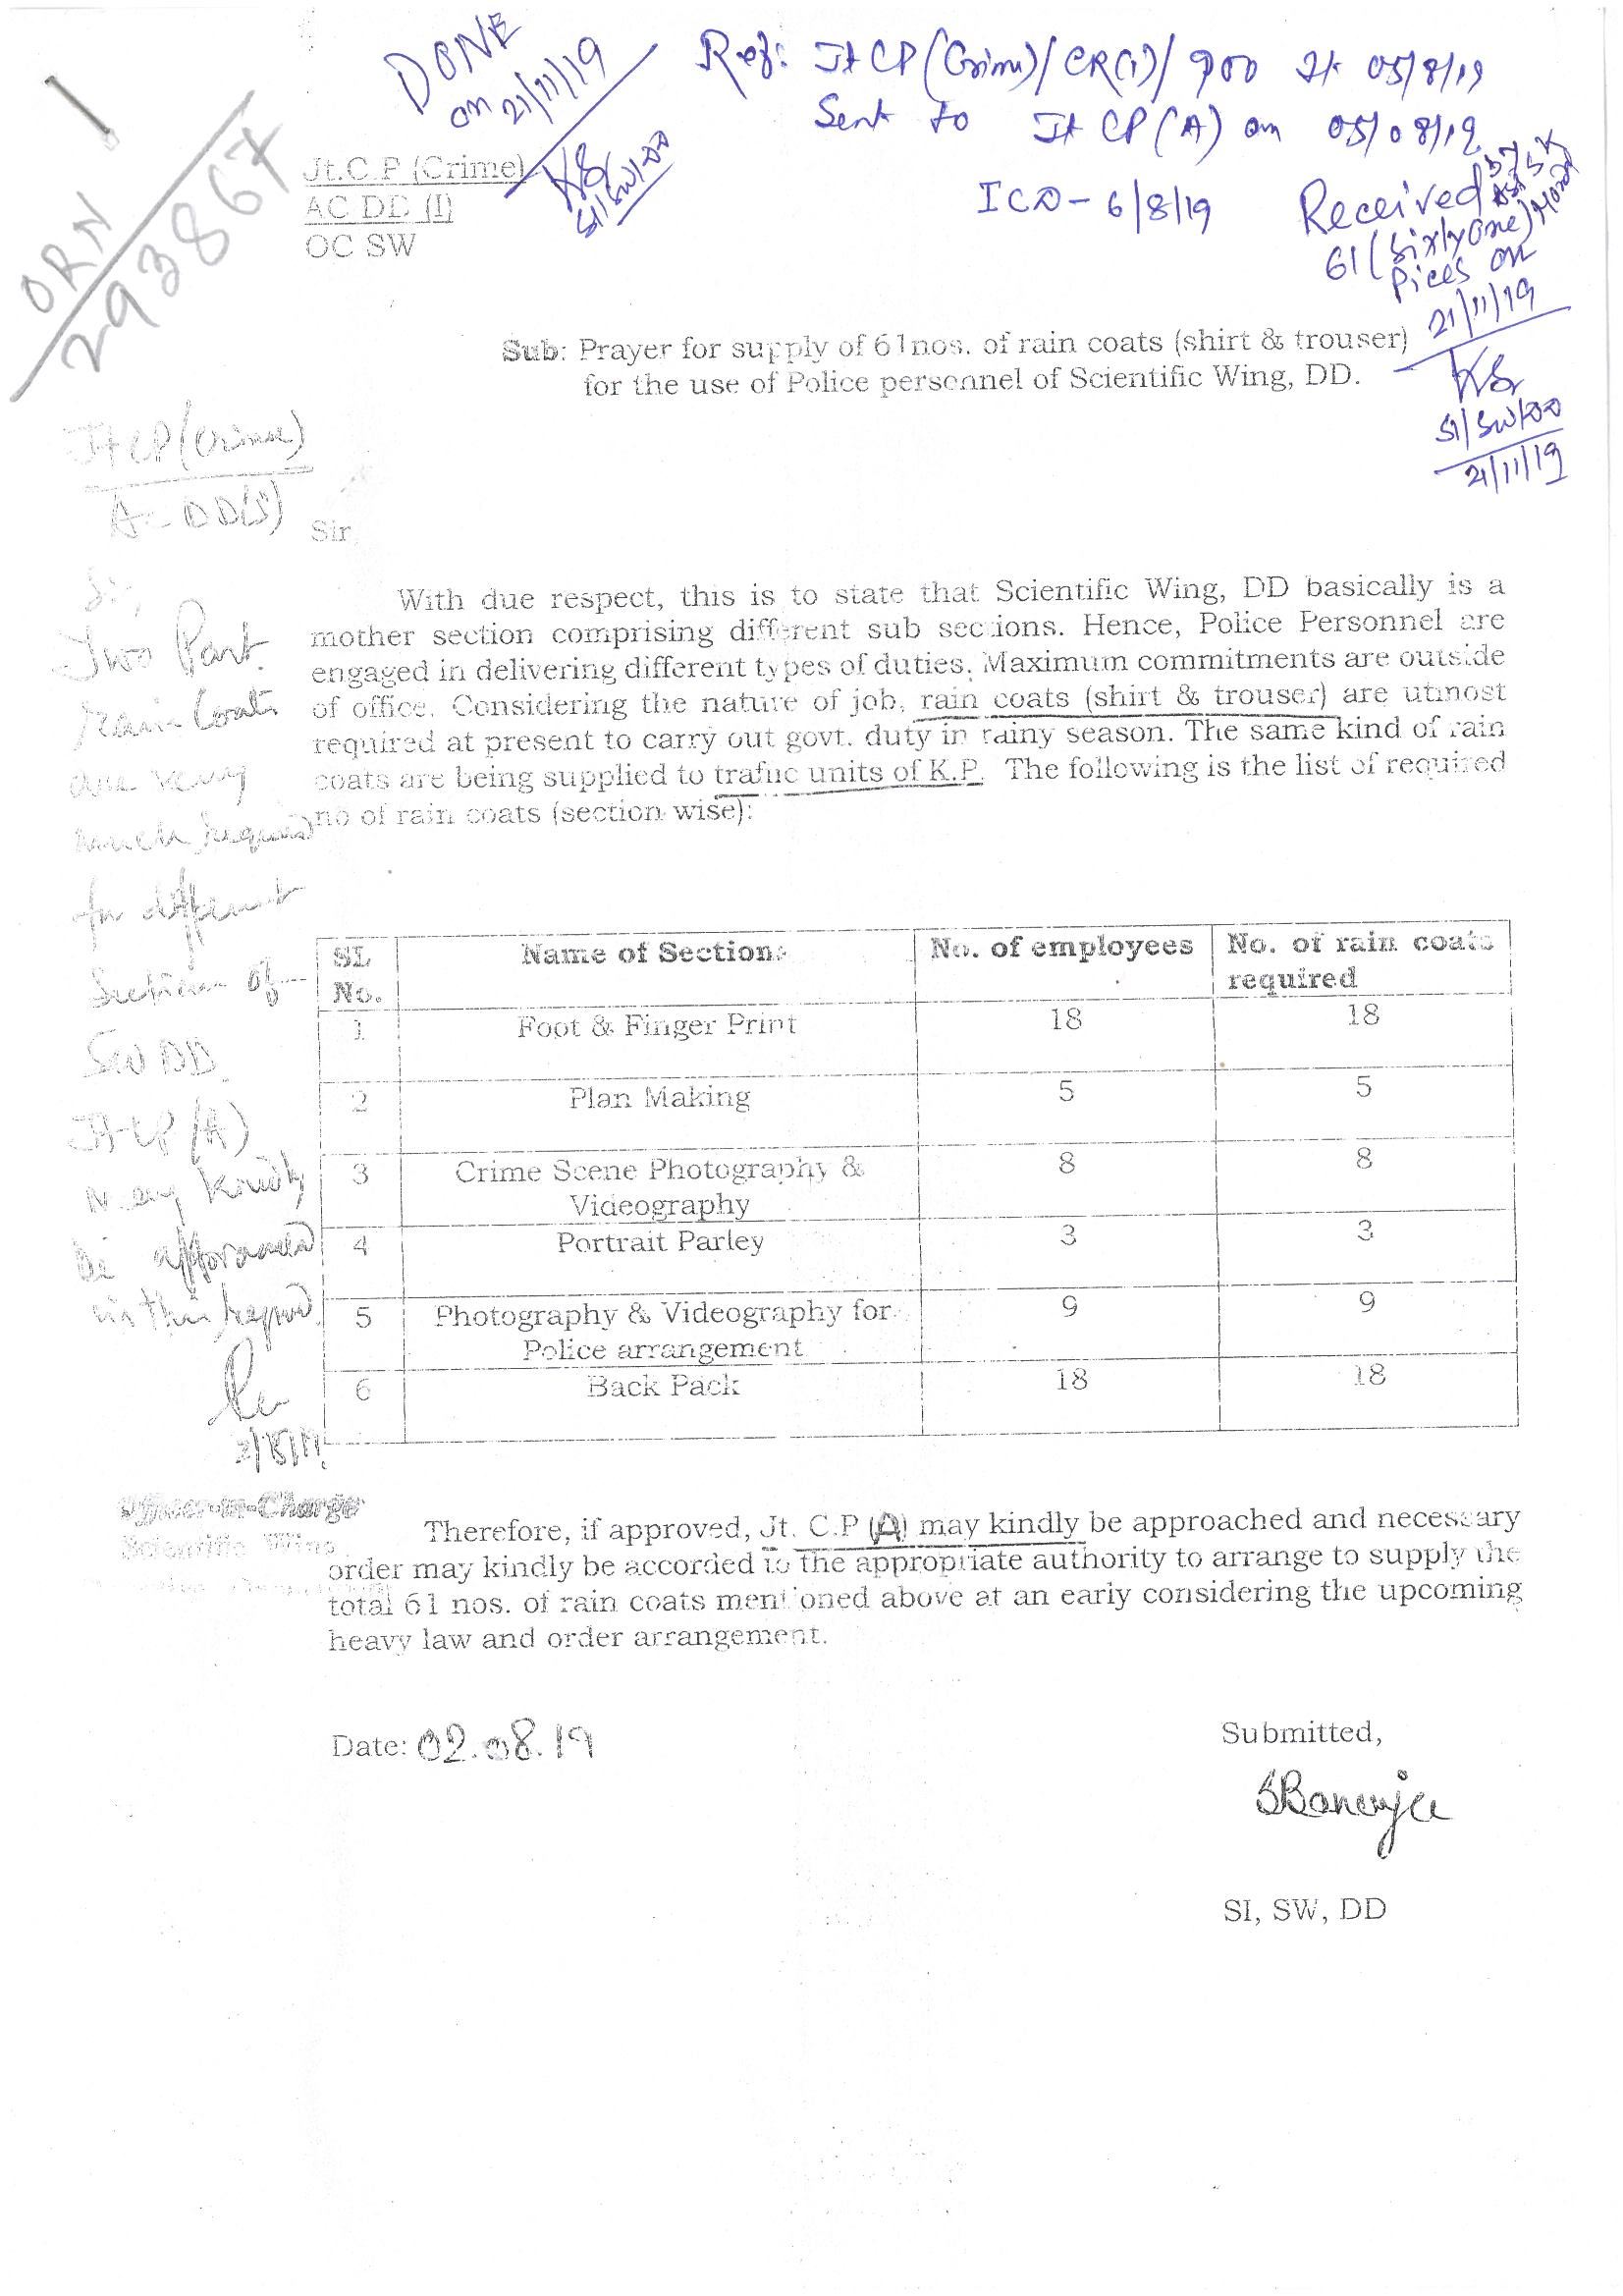 DONE
on 21/11/19
KS
SI/SW/DD
Ref: Jt CP (Crime)/CR(1)/900 dt 05/8/19
Sent to Jt CP (A) on 05/08/19
ICD - 6/8/19
Received by SK
61 (Sixty One)
Pices on
21/11/19
KS
SI/SW/DD
21/11/19
ORN
293867
Jt.C.P (Crime)
AC DD (I)
OC SW
Sub: Prayer for supply of 61nos. of rain coats (shirt & trouser)
for the use of Police personnel of Scientific Wing, DD.
Jt CP (Crime)
AC DD(S)
Sir,
Two Part
Rain Coats
are very
much required
for different
Section of
SW DD
Jt CP (A)
may kindly
be approached
in this regard
Officer-in-Charge
Scientific Wing
Sir,
With due respect, this is to state that Scientific Wing, DD basically is a
mother section comprising different sub sections. Hence, Police Personnel are
engaged in delivering different types of duties. Maximum commitments are outside
of office. Considering the nature of job, rain coats (shirt & trouser) are utmost
required at present to carry out govt. duty in rainy season. The same kind of rain
coats are being supplied to traffic units of K.P. The following is the list of required
no of rain coats (section wise):
SL No. Name of Sections No. of employees No. of rain coats required
1 Foot & Finger Print 18 18
2 Plan Making 5 5
3 Crime Scene Photography & Videography 8 8
4 Portrait Parley 3 3
5 Photography & Videography for Police arrangement 9 9
6 Back Pack 18 18
Therefore, if approved, Jt. C.P (A) may kindly be approached and necessary
order may kindly be accorded to the appropriate authority to arrange to supply the
total 61 nos. of rain coats mentioned above at an early considering the upcoming
heavy law and order arrangement.
Date: 02.08.19
Submitted,
SBanerjee
SI, SW, DD